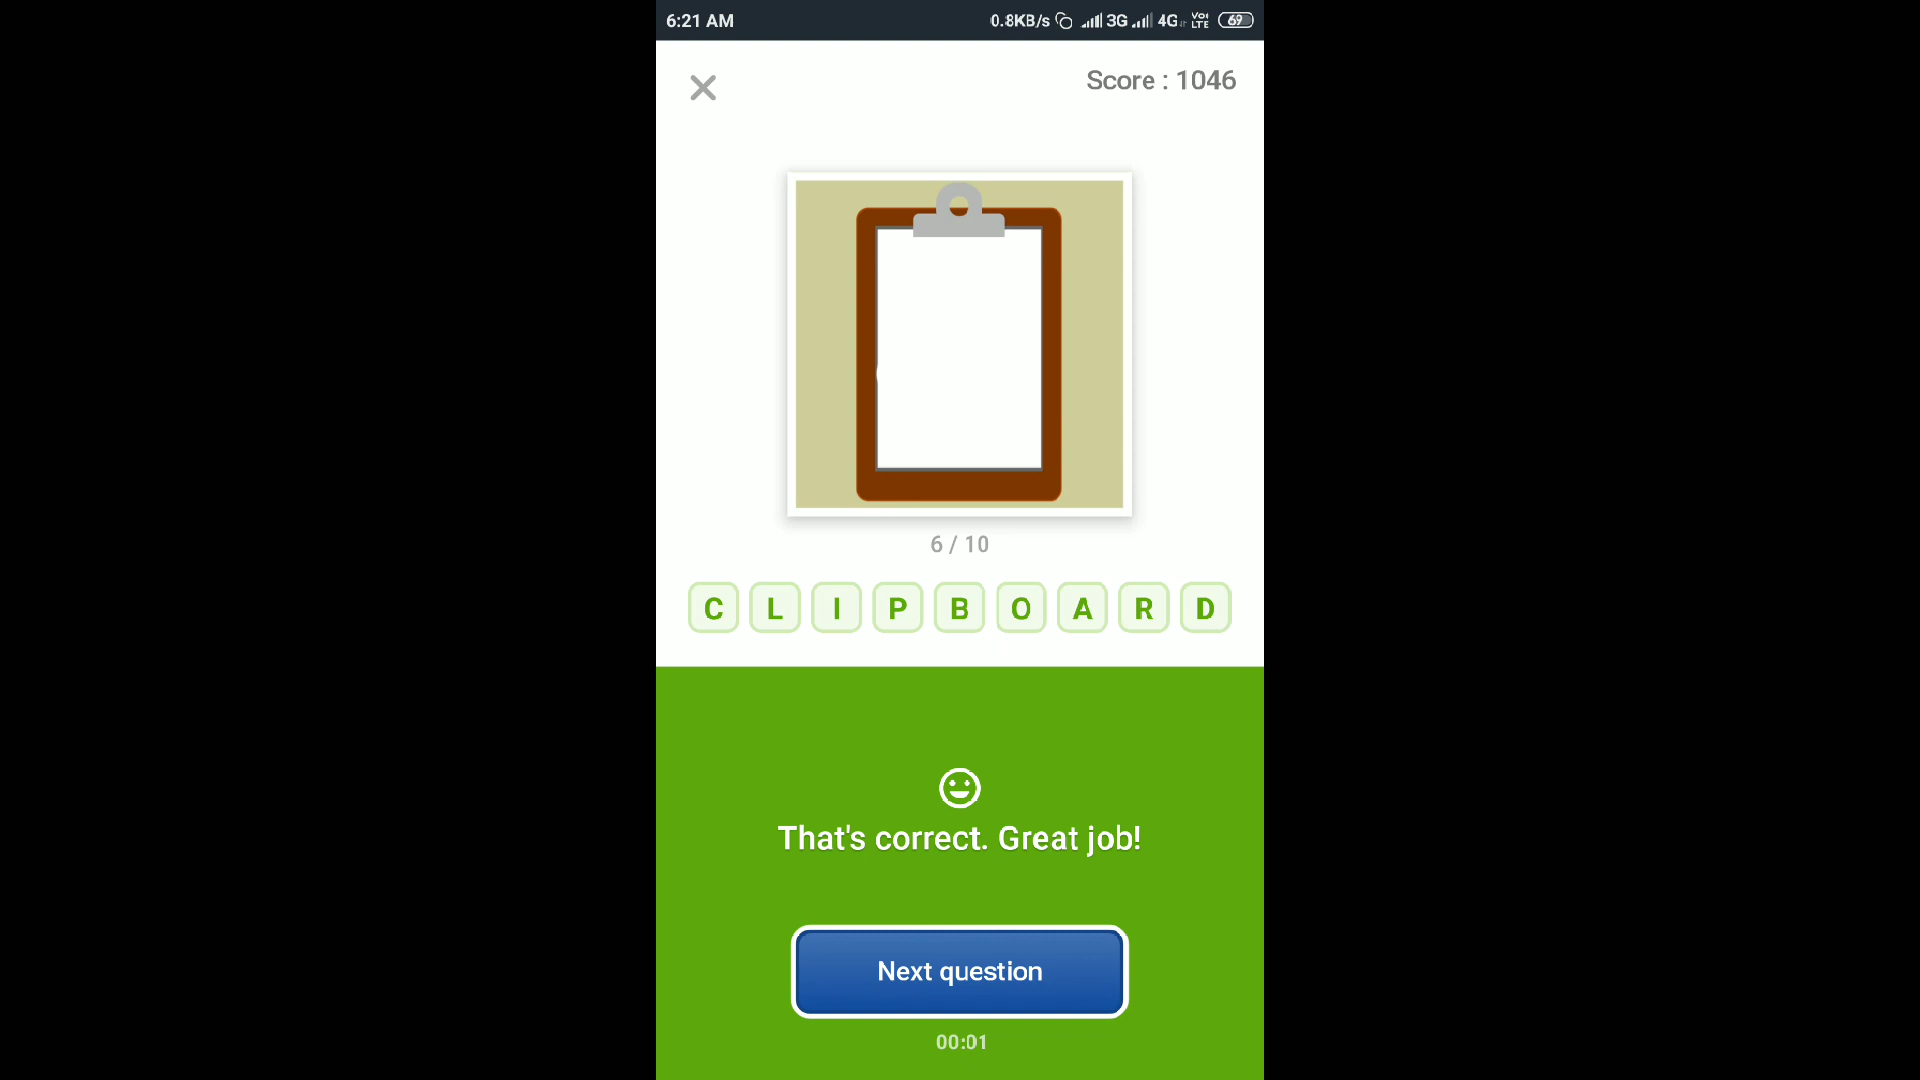 6:21 AM 0.8KB/s 3G 4G VoLTE 69
Score : 1046
6 / 10
C L I P B O A R D
That's correct. Great job!
Next question
00:01